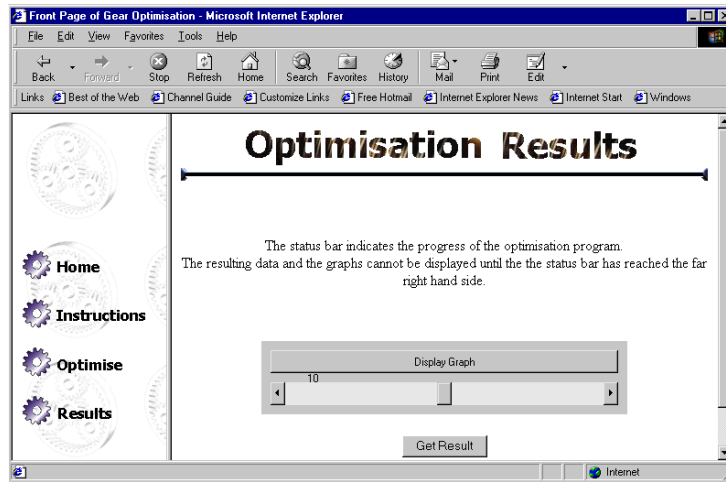 Front Page of Gear Optimisation - Microsoft Internet Explorer
File Edit View Favorites Tools Help
Back Forward Stop Refresh Home Search Favorites History Mail Print Edit
Links Best of the Web Channel Guide Customize Links Free Hotmail Internet Explorer News Internet Start Windows
Optimisation Results
The status bar indicates the progress of the optimisation program.
The resulting data and the graphs cannot be displayed until the the status bar has reached the far
right hand side.
Home
Instructions
Optimise
Results
Display Graph
10
Get Result
Internet